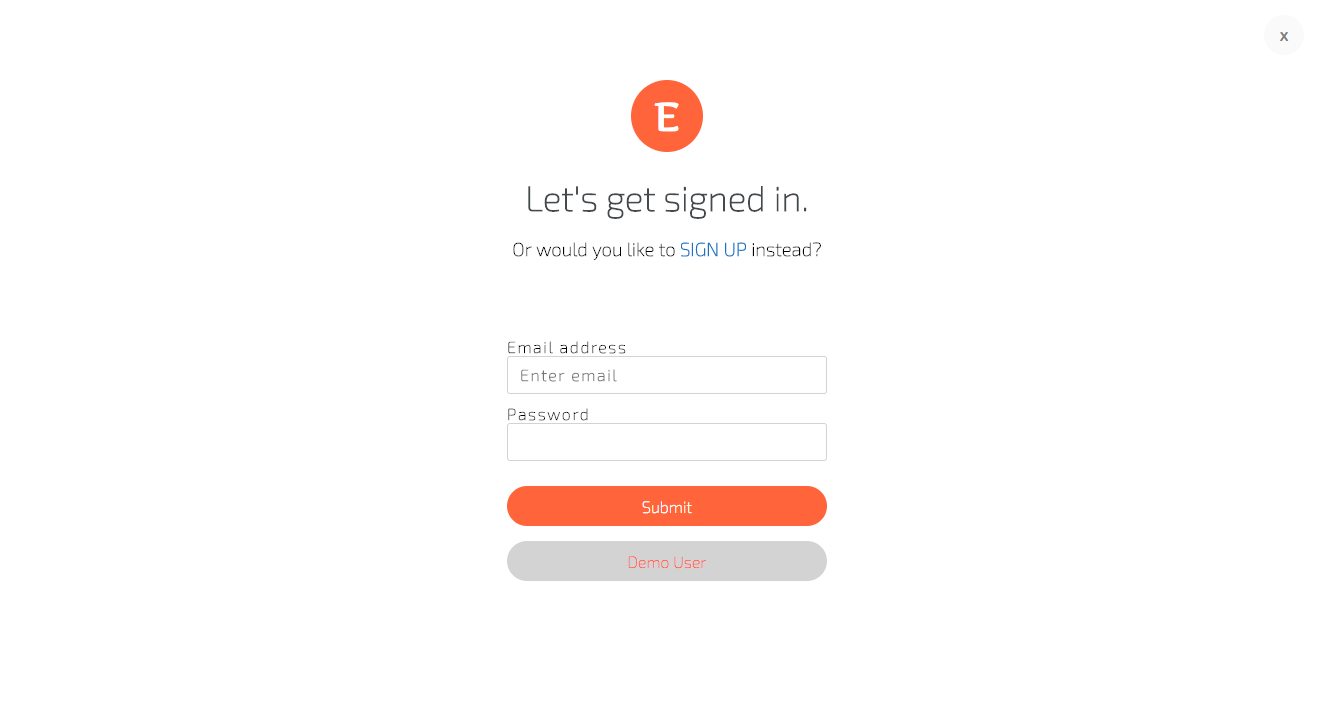 x
E
Let's get signed in.
Or would you like to SIGN UP instead?
Email address
Enter email
Password
Submit
Demo User